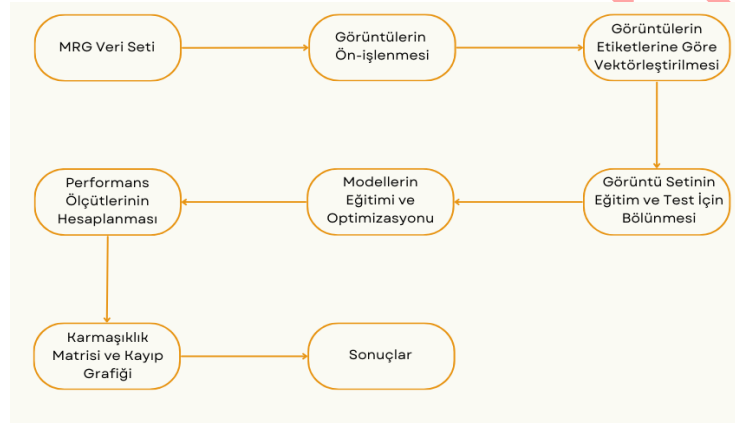 MRG Veri Seti
Görüntülerin
Ön-işlenmesi
Görüntülerin
Etiketlerine Göre
Vektörleştirilmesi
Görüntü Setinin
Eğitim ve Test İçin
Bölünmesi
Modellerin
Eğitimi ve
Optimizasyonu
Performans
Ölçütlerinin
Hesaplanması
Karmaşıklık
Matrisi ve Kayıp
Grafiği
Sonuçlar